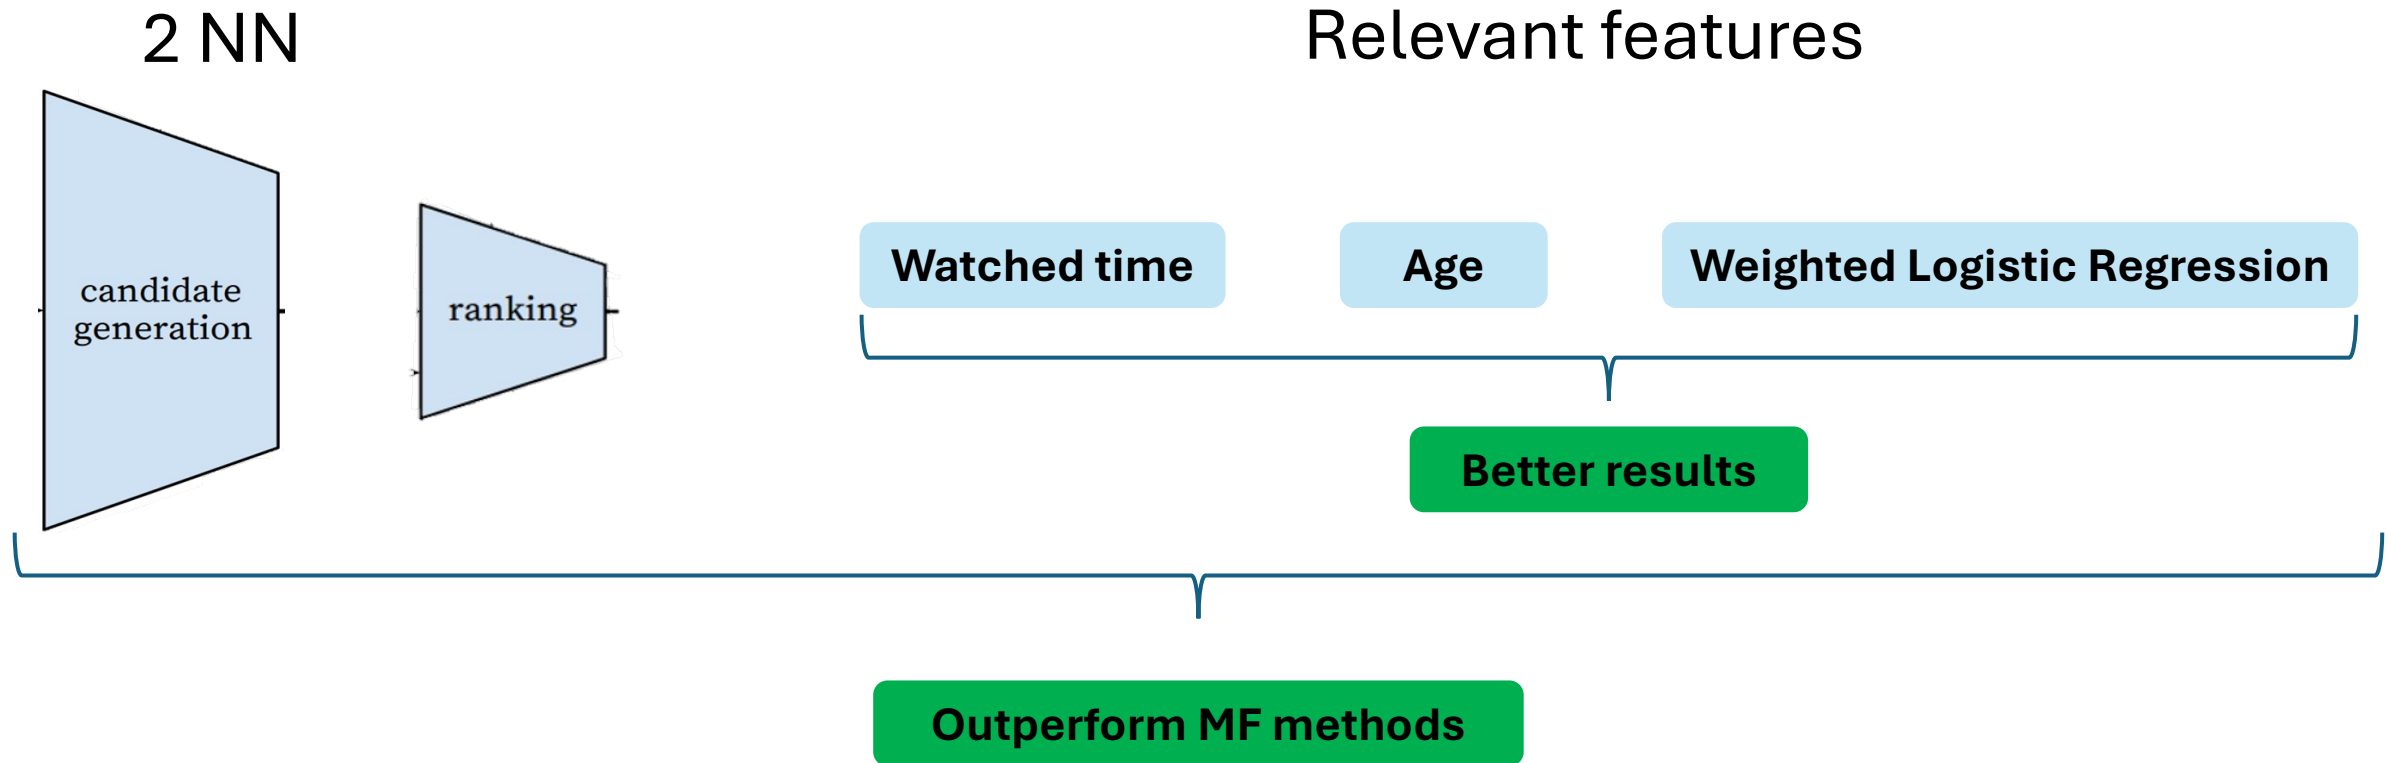 2 NN
Relevant features
candidate
generation
ranking
Watched time
Age
Weighted Logistic Regression
Better results
Outperform MF methods